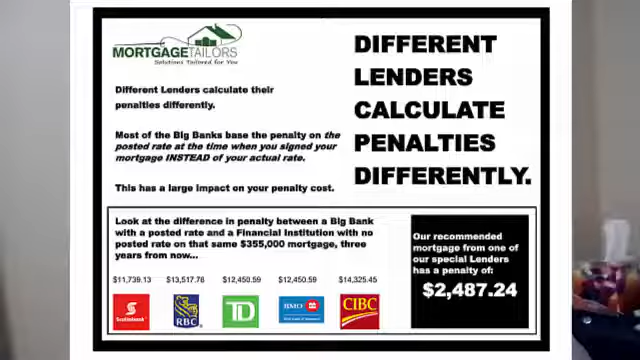 MORTGAGETAILORS
Solutions Tailored for You
DIFFERENT
LENDERS
CALCULATE
PENALTIES
DIFFERENTLY.
Different Lenders calculate their
penalties differently.
Most of the Big Banks base the penalty on the
posted rate at the time when you signed your
mortgage INSTEAD of your actual rate.
This has a large impact on your penalty cost.
Look at the difference in penalty between a Big Bank
with a posted rate and a Financial Institution with no
posted rate on that same $355,000 mortgage, three
years from now...
$11,739.13 $13,517.78 $12,450.59 $12,450.59 $14,325.45
Scotiabank RBC TD BMO CIBC
Our recommended
mortgage from one of
our special Lenders
has a penalty of:
$2,487.24